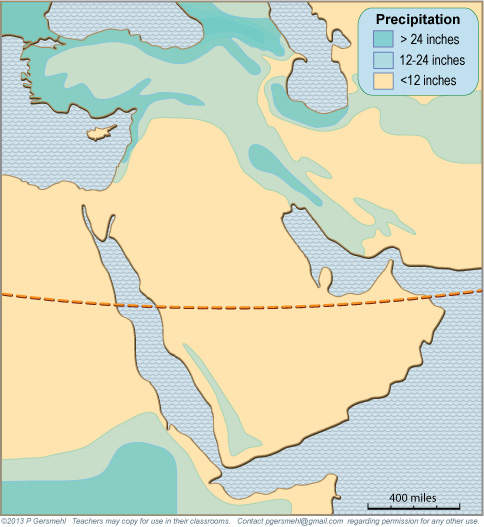 Precipitation
> 24 inches
12-24 inches
<12 inches
400 miles
©2013 P Gersmehl Teachers may copy for use in their classrooms. Contact pgersmehl@gmail.com regarding permission for any other use.